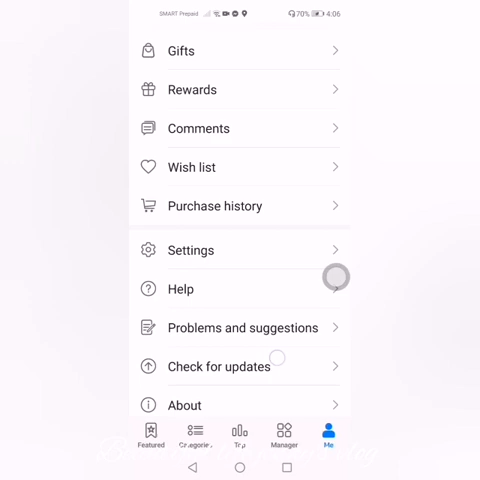 SMART Prepaid
70% 4:06
Gifts
Rewards
Comments
Wish list
Purchase history
Settings
Help
Problems and suggestions
Check for updates
About
Featured
Manager
Me